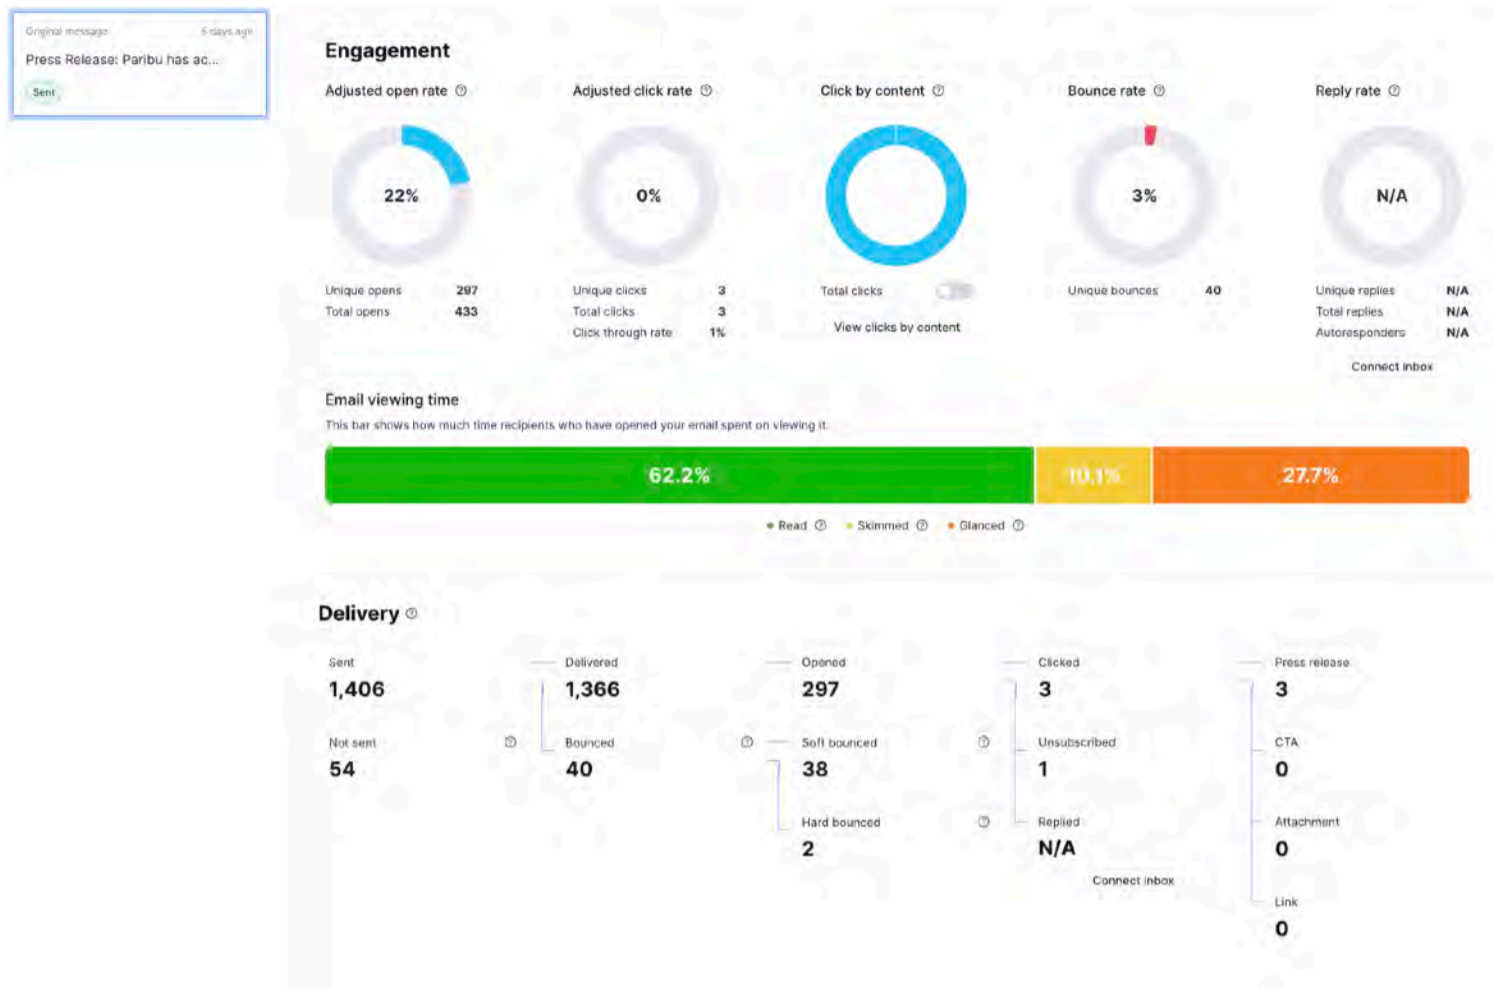 Original message 5 days ago
Press Release: Paribu has ac...
Sent
Engagement
Adjusted open rate
22%
Unique opens 297
Total opens 433
Adjusted click rate
0%
Unique clicks 3
Total clicks 3
Click through rate 1%
Click by content
Total clicks
View clicks by content
Bounce rate
3%
Unique bounces 40
Reply rate
N/A
Unique replies N/A
Total replies N/A
Autoresponders N/A
Connect inbox
Email viewing time
This bar shows how much time recipients who have opened your email spent on viewing it.
62.2% 10.1% 27.7%
Read Skimmed Glanced
Delivery
Sent
1,406
Not sent
54
Delivered
1,366
Bounced
40
Opened
297
Soft bounced
38
Hard bounced
2
Clicked
3
Unsubscribed
1
Replied
N/A
Connect inbox
Press release
3
CTA
0
Attachment
0
Link
0